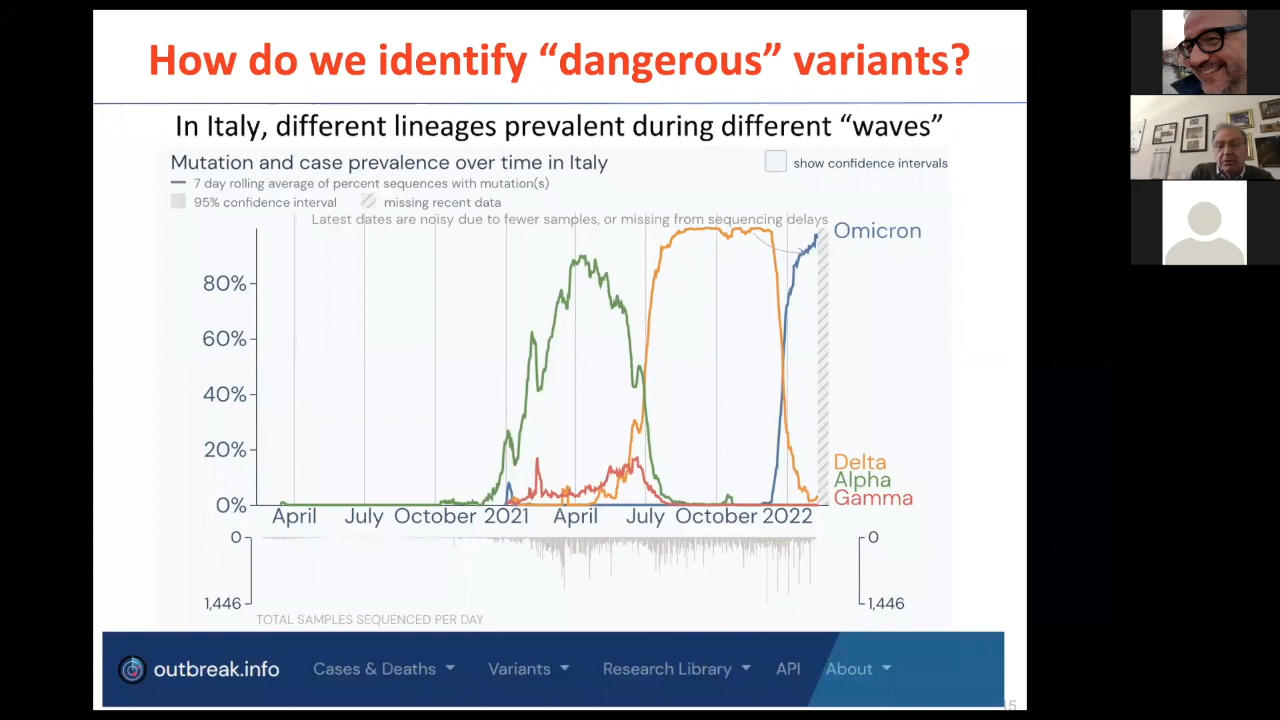 How do we identify “dangerous” variants?
In Italy, different lineages prevalent during different “waves”
Mutation and case prevalence over time in Italy
show confidence intervals
7 day rolling average of percent sequences with mutation(s)
95% confidence interval missing recent data
Latest dates are noisy due to fewer samples, or missing from sequencing delays
Omicron
80%
60%
40%
20%
0%
Delta
Alpha
Gamma
April July October 2021 April July October 2022
0 0
1,446 1,446
TOTAL SAMPLES SEQUENCED PER DAY
outbreak.info Cases & Deaths Variants Research Library API About
15